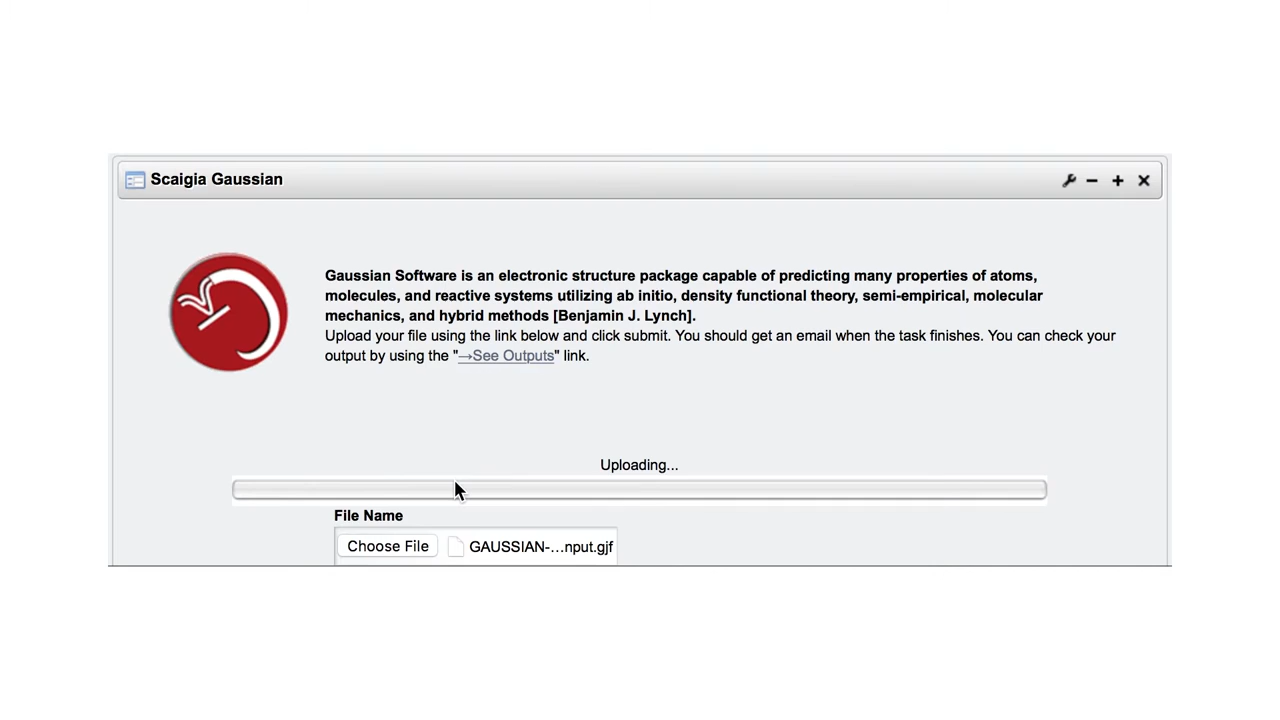 Scaigia Gaussian
Gaussian Software is an electronic structure package capable of predicting many properties of atoms,
molecules, and reactive systems utilizing ab initio, density functional theory, semi-empirical, molecular
mechanics, and hybrid methods [Benjamin J. Lynch].
Upload your file using the link below and click submit. You should get an email when the task finishes. You can check your
output by using the "→See Outputs" link.
Uploading...
File Name
Choose File GAUSSIAN-...nput.gjf